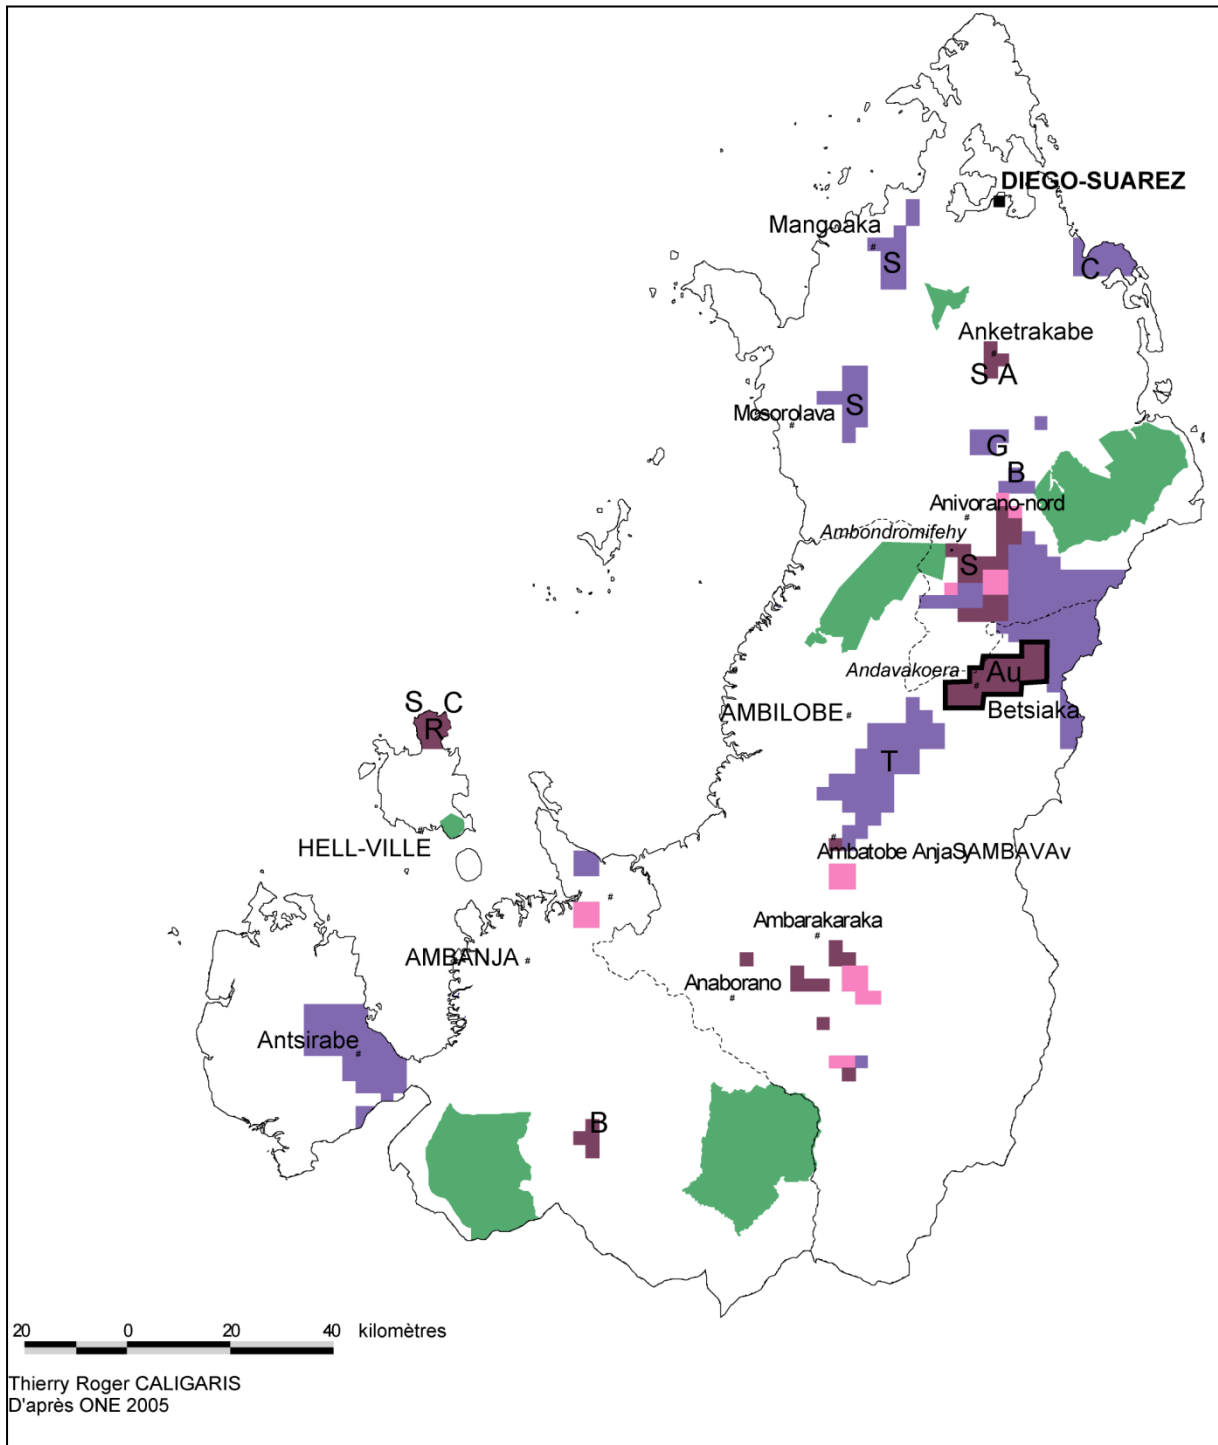 DIEGO-SUAREZ
Mangoaka
S
C
Anketrakabe
S A
S
Mosorolava
G
B
Anivorano-nord
Ambondromifehy
S
Andavakoera
Au
S C
R
AMBILOBE
Betsiaka
T
HELL-VILLE
Ambatobe AnjaSySAMBAVAv
Ambarakaraka
AMBANJA
Anaborano
Antsirabe
B
20 0 20 40 kilomètres
Thierry Roger CALIGARIS
D'après ONE 2005